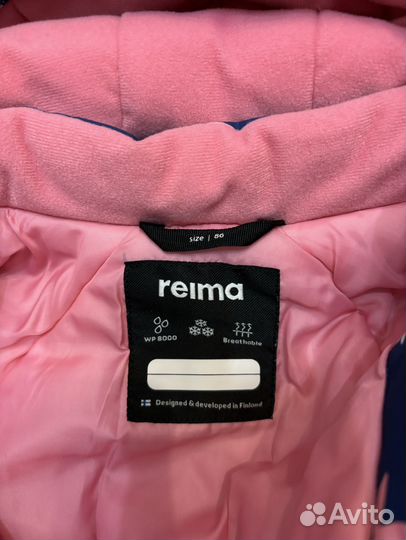 size | 80
reima
WP 8000
Breathable
Designed & developed in Finland
Avito